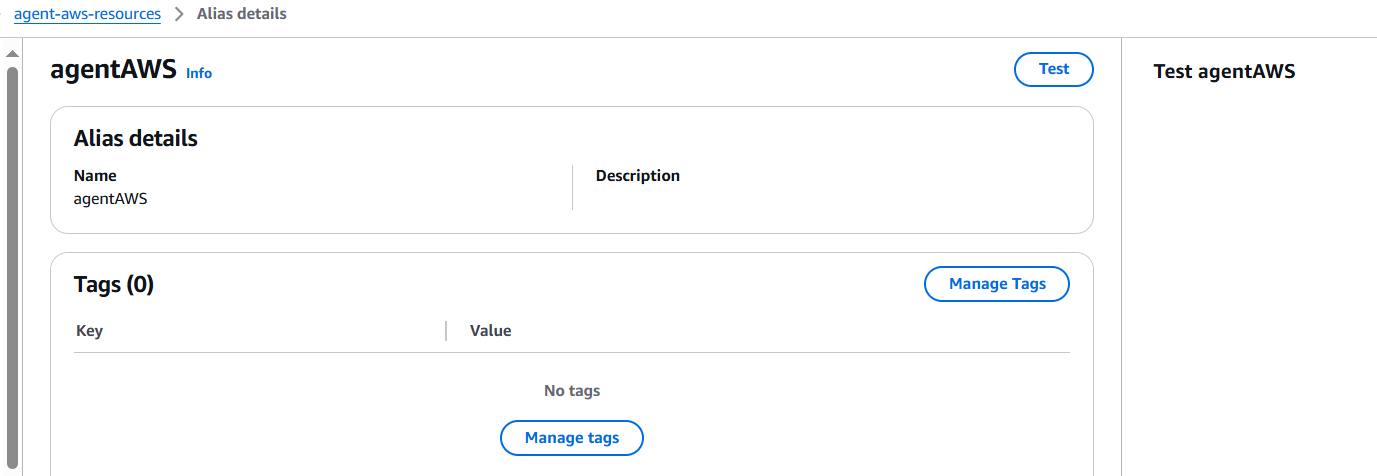 agent-aws-resources > Alias details
agentAWS Info
Test
Test agentAWS
Alias details
Name
agentAWS
Description
Tags (0)
Manage Tags
Key
Value
No tags
Manage tags